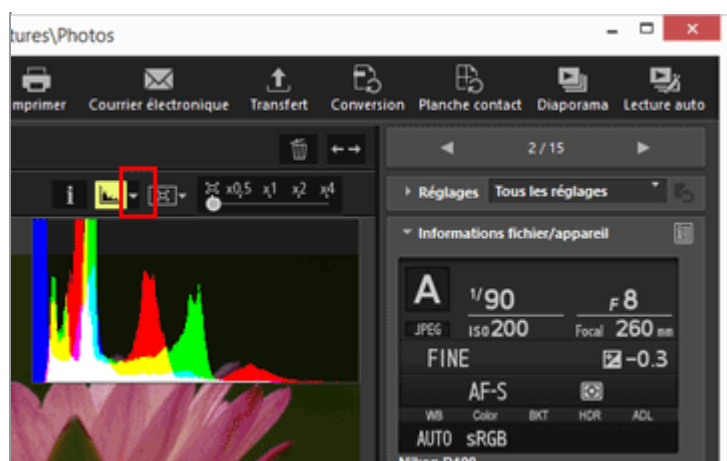 tures\Photos
mprimer Courrier électronique Transfert Conversion Planche contact Diaporama Lecture auto
2/15
i x0,5 x1 x2 x4
Réglages Tous les réglages
Informations fichier/appareil
A 1/90 F8
JPEG ISO200 Focal 260 mm
FINE -0.3
AF-S
WB Color BKT HDR ADL
AUTO sRGB